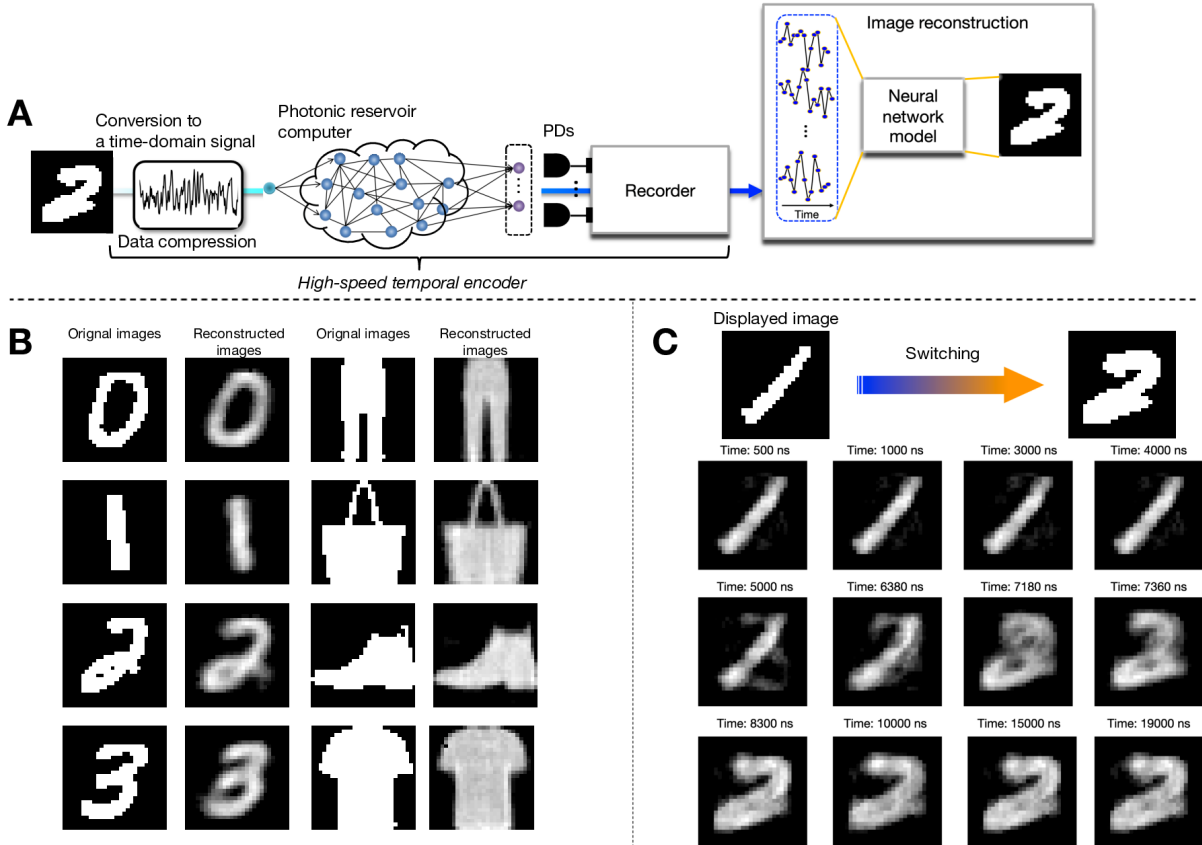 A
Conversion to
a time-domain signal
Data compression
Photonic reservoir
computer
PDs
Recorder
High-speed temporal encoder
Image reconstruction
Time
Neural
network
model
B
Orignal images
Reconstructed
images
Orignal images
Reconstructed
images
C
Displayed image
Switching
Time: 500 ns
Time: 1000 ns
Time: 3000 ns
Time: 4000 ns
Time: 5000 ns
Time: 6380 ns
Time: 7180 ns
Time: 7360 ns
Time: 8300 ns
Time: 10000 ns
Time: 15000 ns
Time: 19000 ns